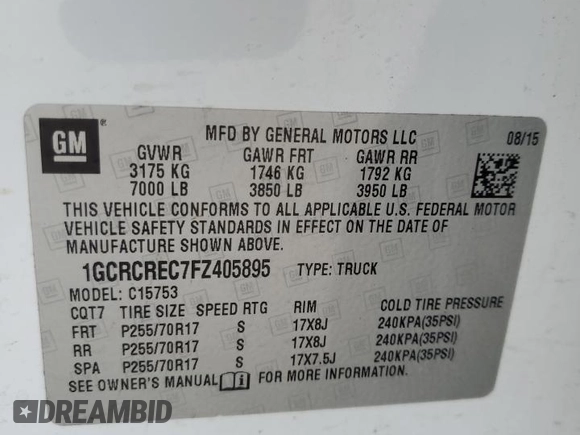 GM
MFD BY GENERAL MOTORS LLC 08/15
GVWR GAWR FRT GAWR RR
3175 KG 1746 KG 1792 KG
7000 LB 3850 LB 3950 LB
THIS VEHICLE CONFORMS TO ALL APPLICABLE U.S. FEDERAL MOTOR
VEHICLE SAFETY STANDARDS IN EFFECT ON THE DATE OF
MANUFACTURE SHOWN ABOVE.
1GCRCREC7FZ405895 TYPE: TRUCK
MODEL: C15753
CQT7 TIRE SIZE SPEED RTG RIM COLD TIRE PRESSURE
FRT P255/70R17 S 17X8J 240KPA(35PSI)
RR P255/70R17 S 17X8J 240KPA(35PSI)
SPA P255/70R17 S 17X7.5J 240KPA(35PSI)
SEE OWNER'S MANUAL FOR MORE INFORMATION.
DREAMBID